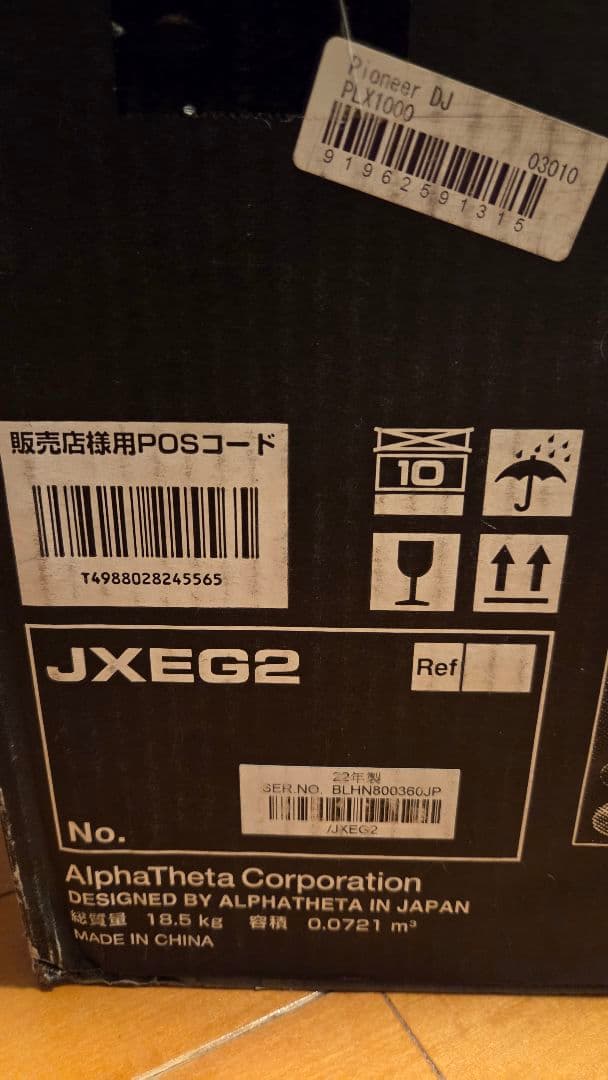 Pioneer DJ
PLX1000
03010
91962591315
販売店様用POSコード
T4988028245565
10
JXEG2
Ref
22年製
SER.NO. BLHN800360JP
/JXEG2
No.
AlphaTheta Corporation
DESIGNED BY ALPHATHETA IN JAPAN
総質量 18.5 kg 容積 0.0721 m³
MADE IN CHINA